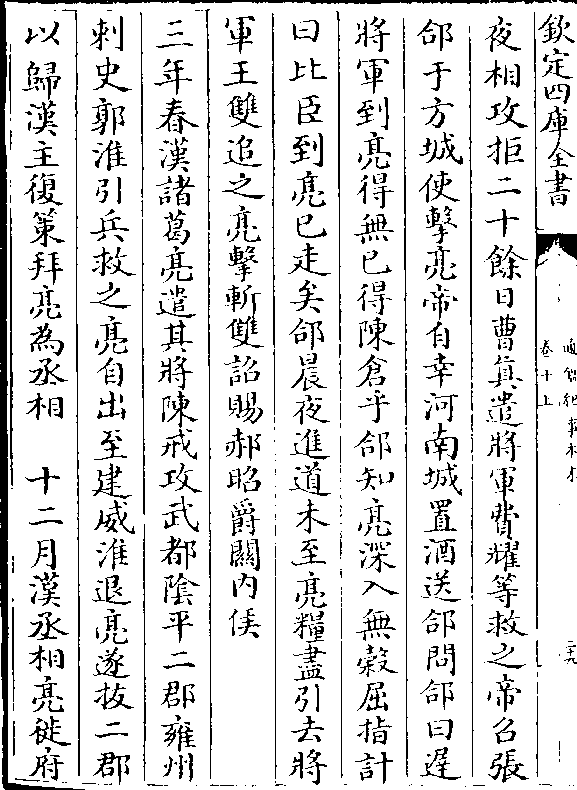 欽定四庫全書
通鑑紀事本末
卷十上
二十九
夜相攻拒二十餘日曹真遣將軍費耀等救之帝召張
郃于方城使擊亮帝自幸河南城置酒送郃問郃曰遲
將軍到亮得無已得陳倉乎郃知亮深入無穀屈指計
曰比臣到亮已走矣郃晨夜進道未至亮糧盡引去將
軍王雙追之亮擊斬雙詔賜郝昭爵關内侯
三年春漢諸葛亮遣其將陳戒攻武都陰平二郡雍州
刺史郭淮引兵救之亮自出至建威淮退亮遂拔二郡
以歸漢主復策拜亮為丞相　十二月漢丞相亮徙府